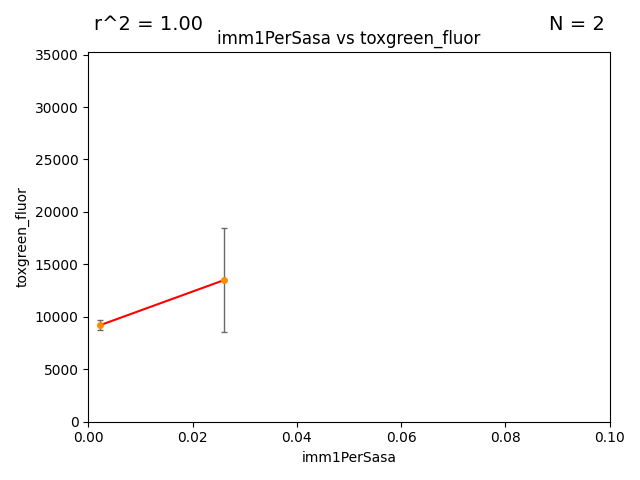 r^2 = 1.00
N = 2
imm1PerSasa vs toxgreen_fluor
35000
30000
25000
20000
15000
10000
5000
0
toxgreen_fluor
0.00 0.02 0.04 0.06 0.08 0.10
imm1PerSasa